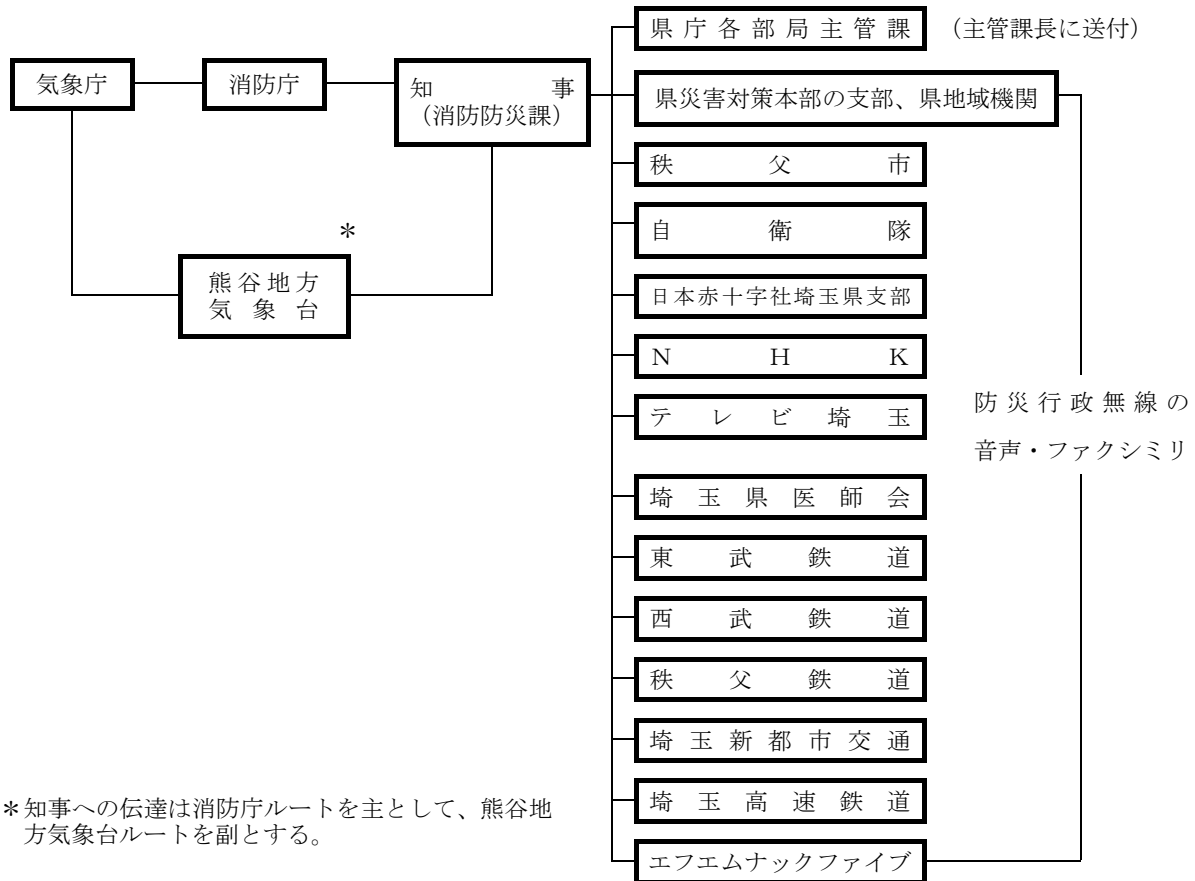 県庁各部局主管課 (主管課長に送付)
気象庁
消防庁
知事
(消防防災課)
県災害対策本部の支部、県地域機関
秩父市
自衛隊
*
熊谷地方
気象台
日本赤十字社埼玉県支部
NHK
テレビ埼玉
防災行政無線の
音声・ファクシミリ
埼玉県医師会
東武鉄道
西武鉄道
秩父鉄道
埼玉新都市交通
埼玉高速鉄道
エフエムナックファイブ
*知事への伝達は消防庁ルートを主として、熊谷地
方気象台ルートを副とする。